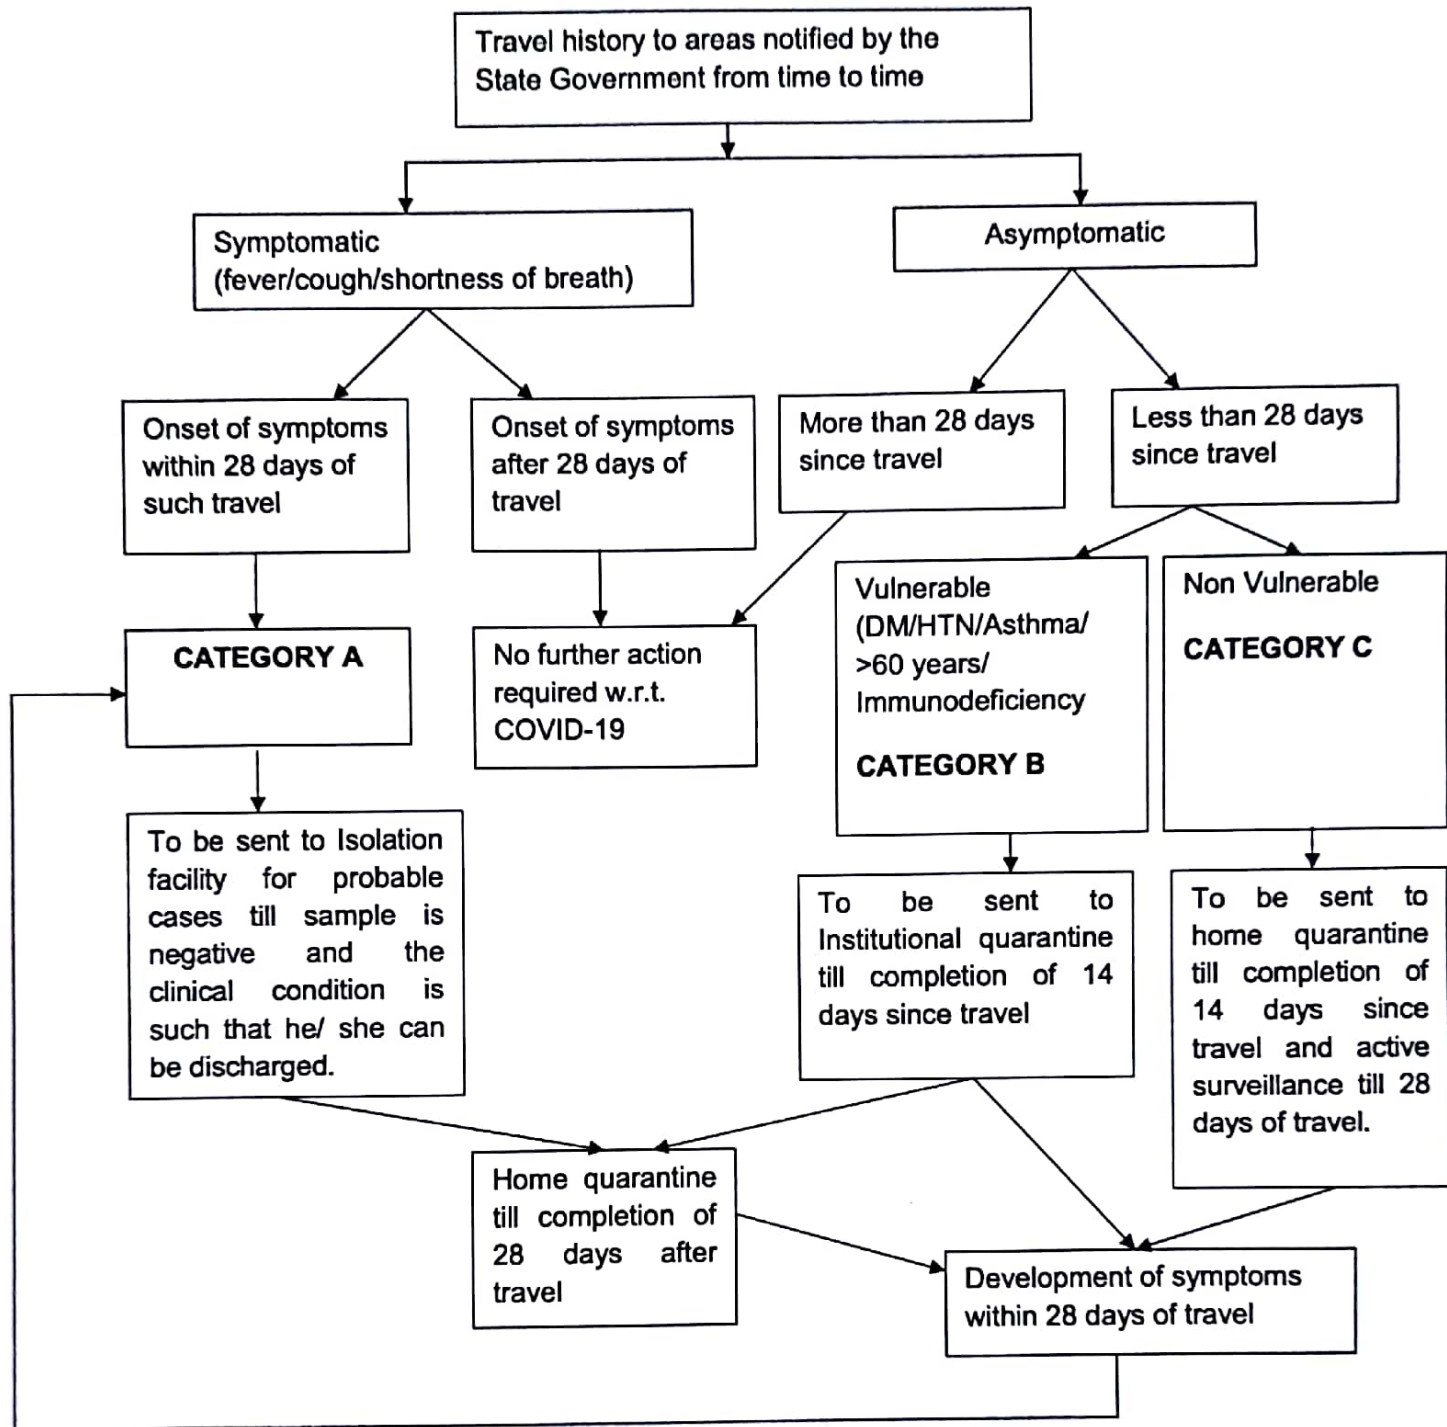 Travel history to areas notified by the
State Government from time to time
Symptomatic
(fever/cough/shortness of breath)
Asymptomatic
Onset of symptoms
within 28 days of
such travel
Onset of symptoms
after 28 days of
travel
More than 28 days
since travel
Less than 28 days
since travel
CATEGORY A
No further action
required w.r.t.
COVID-19
Vulnerable
(DM/HTN/Asthma/
>60 years/
Immunodeficiency
CATEGORY B
Non Vulnerable
CATEGORY C
To be sent to Isolation
facility for probable
cases till sample is
negative and the
clinical condition is
such that he/ she can
be discharged.
To be sent to
Institutional quarantine
till completion of 14
days since travel
To be sent to
home quarantine
till completion of
14 days since
travel and active
surveillance till 28
days of travel.
Home quarantine
till completion of
28 days after
travel
Development of symptoms
within 28 days of travel